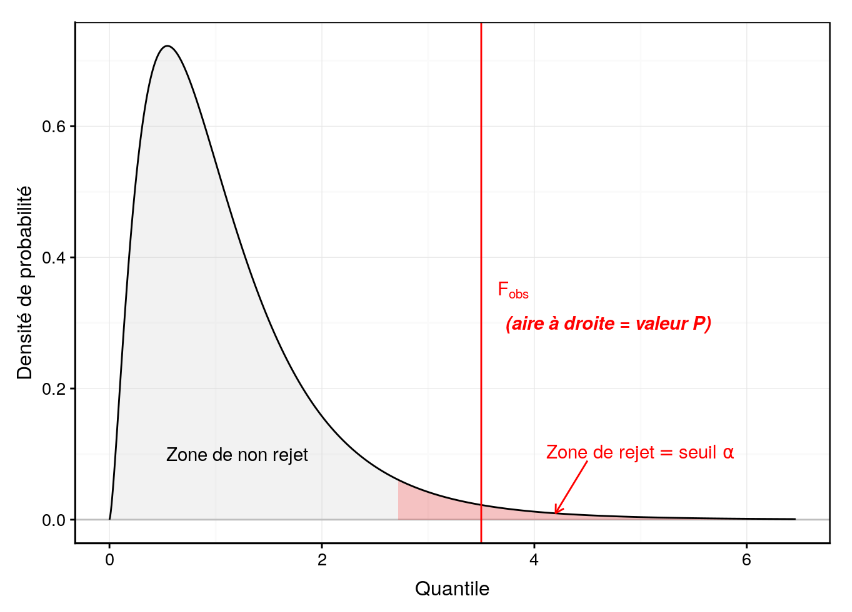 0.6
0.4
0.2
0.0
Densité de probabilité
F_obs
(aire à droite = valeur P)
Zone de non rejet
Zone de rejet = seuil α
0 2 4 6
Quantile